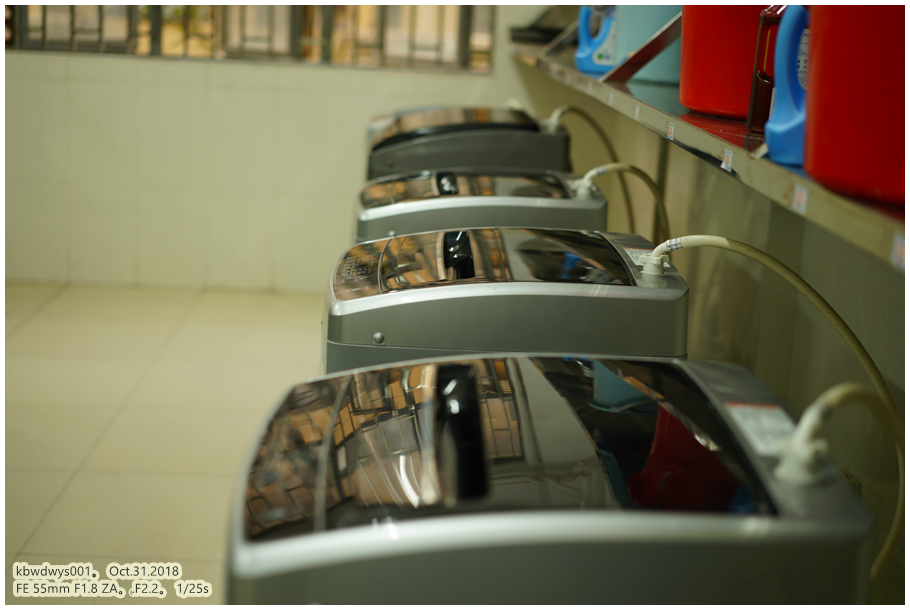 kbwdwys001。 Oct.31.2018
FE 55mm F1.8 ZA。,F2.2。 1/25s